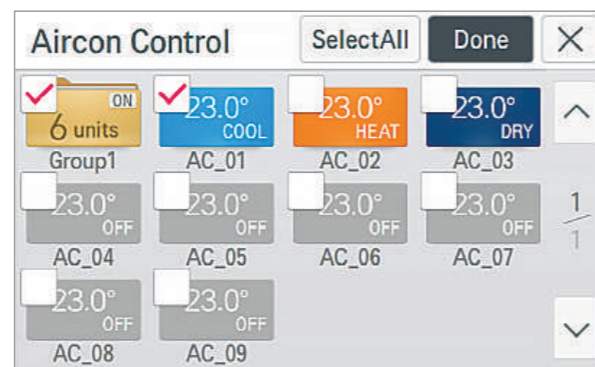 Aircon Control SelectAll Done
ON
6 units
Group1
23.0°
COOL
AC_01
23.0°
HEAT
AC_02
23.0°
DRY
AC_03
23.0°
OFF
AC_04
23.0°
OFF
AC_05
23.0°
OFF
AC_06
23.0°
OFF
AC_07
1
1
23.0°
OFF
AC_08
23.0°
OFF
AC_09